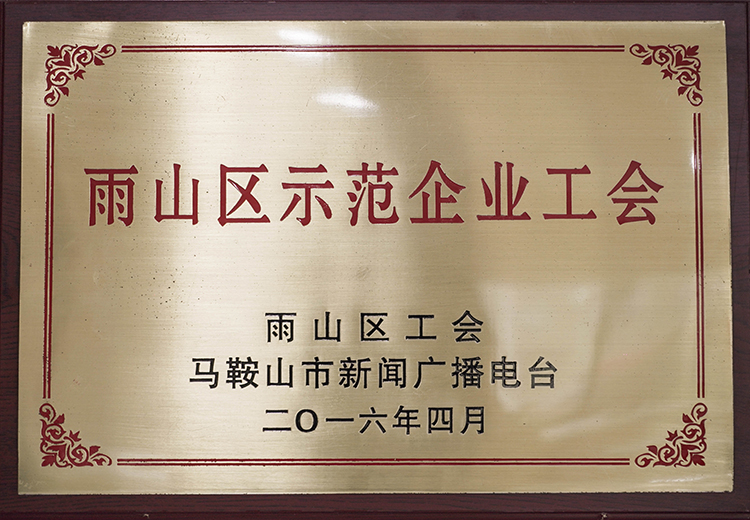 雨山区示范企业工会
雨山区工会
马鞍山市新闻广播电台
二O一六年四月